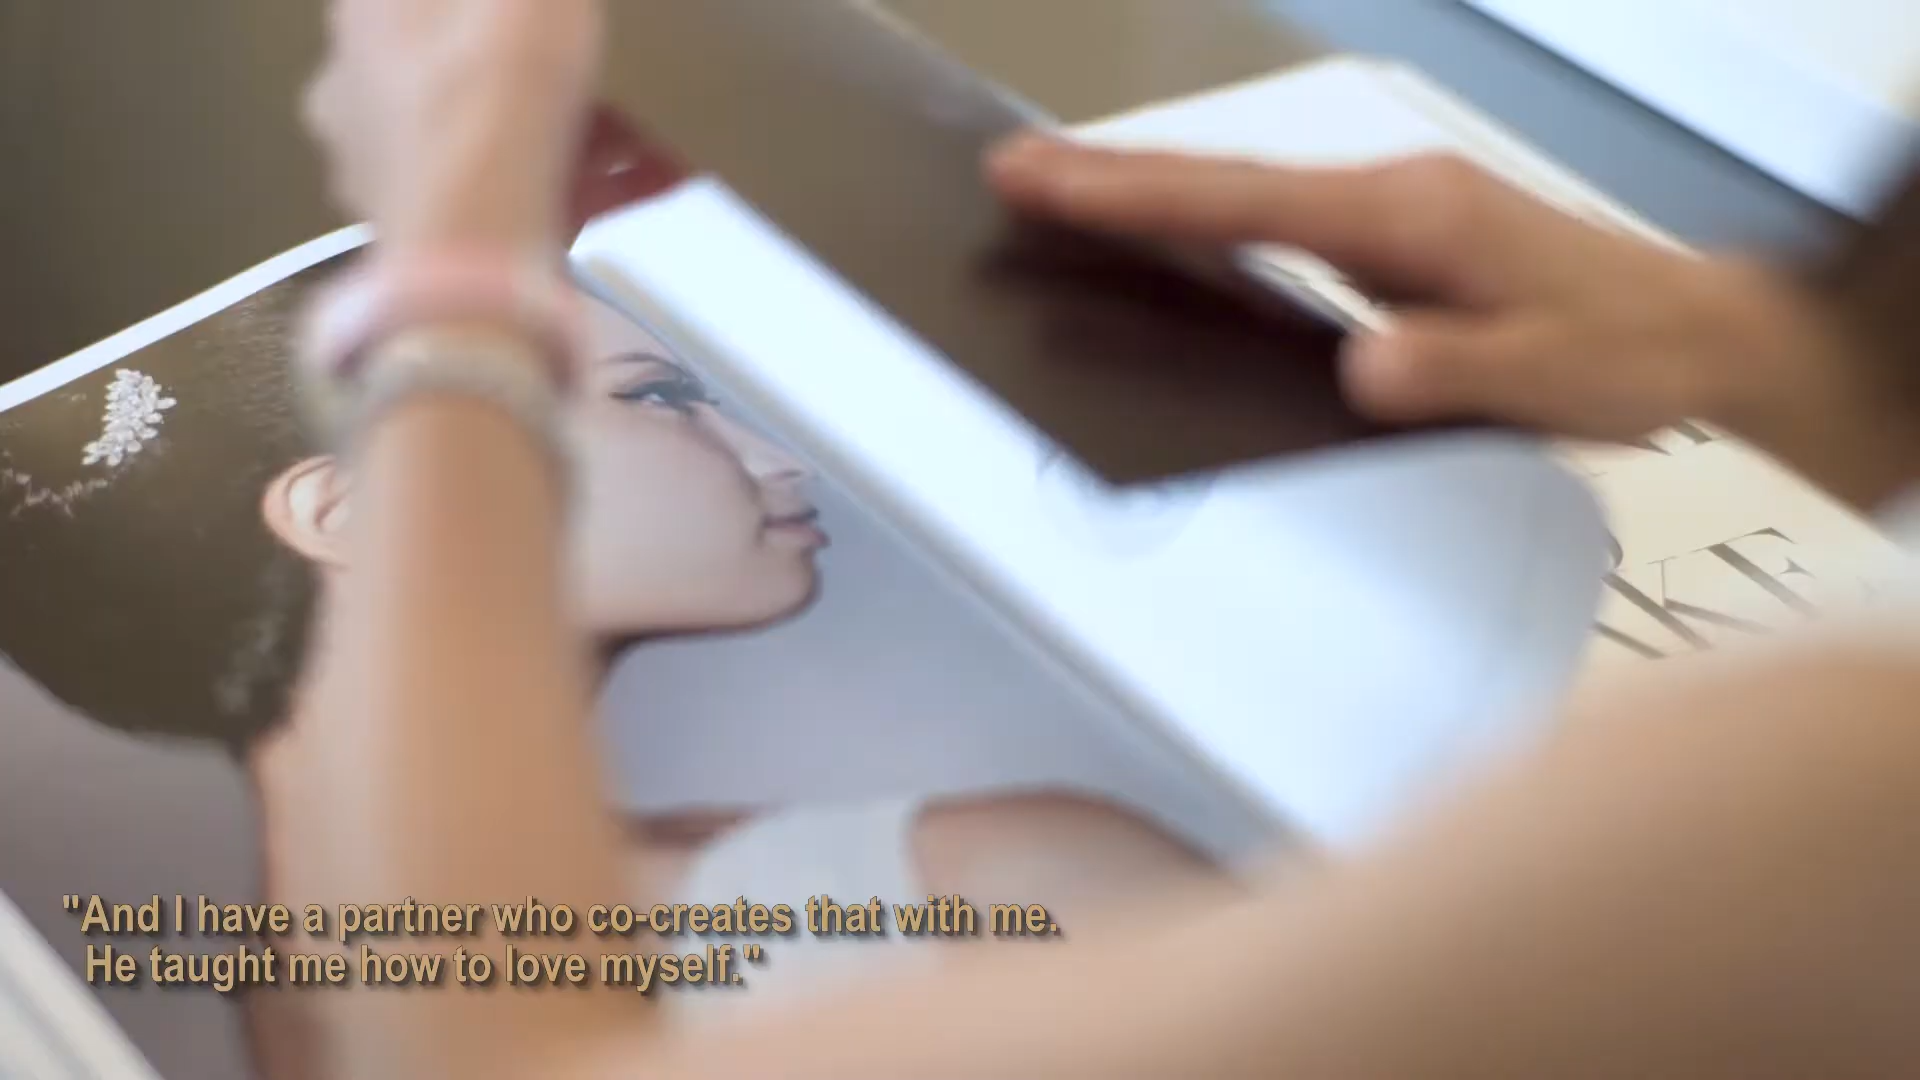 "And I have a partner who co-creates that with me.
He taught me how to love myself."